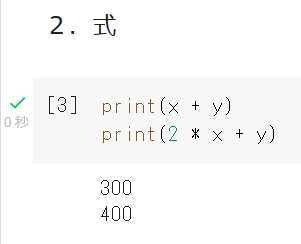 2. 式
[3] print(x + y)
0 秒 print(2 * x + y)
300
400